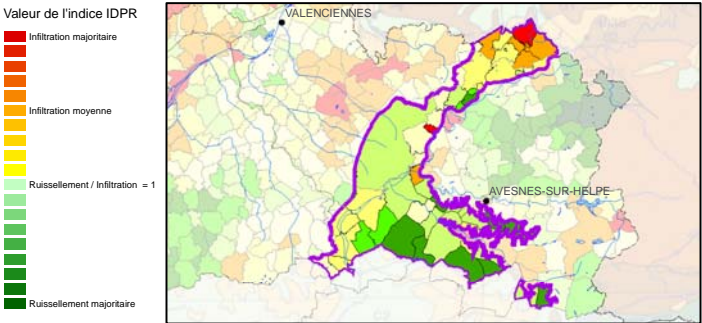 Valeur de l'indice IDPR
Infiltration majoritaire
Infiltration moyenne
Ruissellement / Infiltration = 1
Ruissellement majoritaire
VALENCIENNES
AVESNES-SUR-HELPE